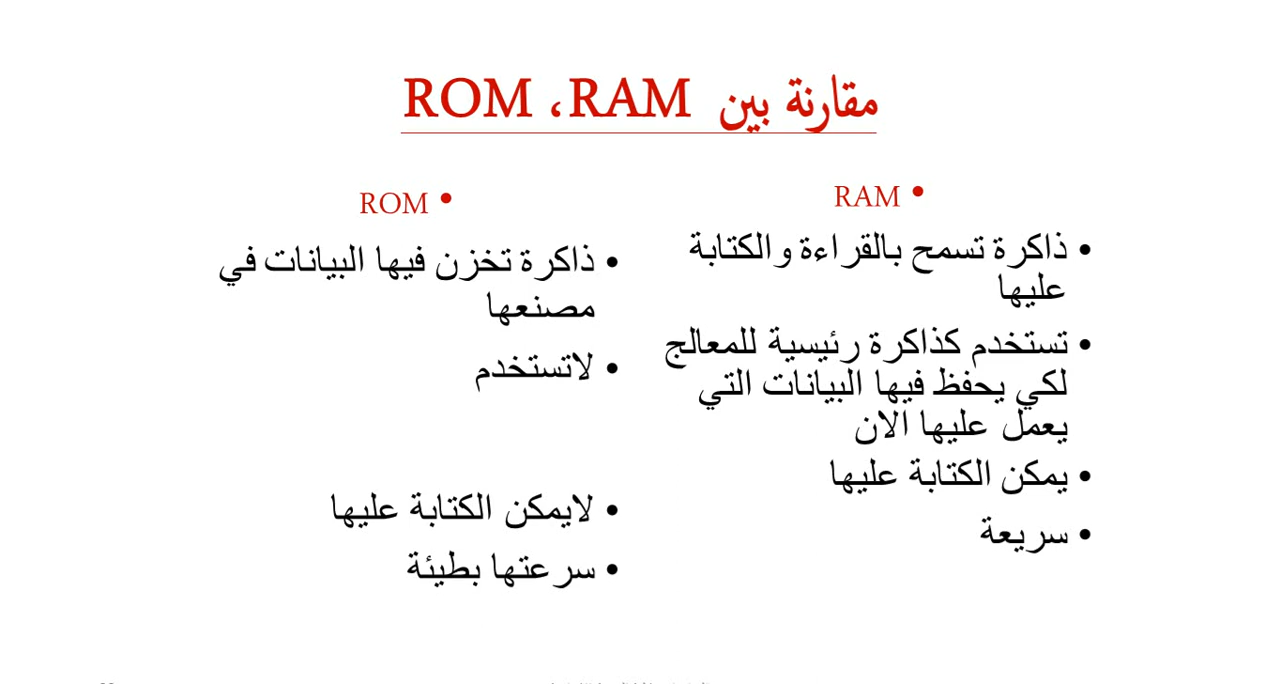 مقارنة بين RAM، ROM
• RAM
• ذاكرة تسمح بالقراءة والكتابة
عليها
• تستخدم كذاكرة رئيسية للمعالج
لكي يحفظ فيها البيانات التي
يعمل عليها الان
• يمكن الكتابة عليها
• سريعة
• ROM
• ذاكرة تخزن فيها البيانات في
مصنعها
• لاتستخدم
• لايمكن الكتابة عليها
• سرعتها بطيئة